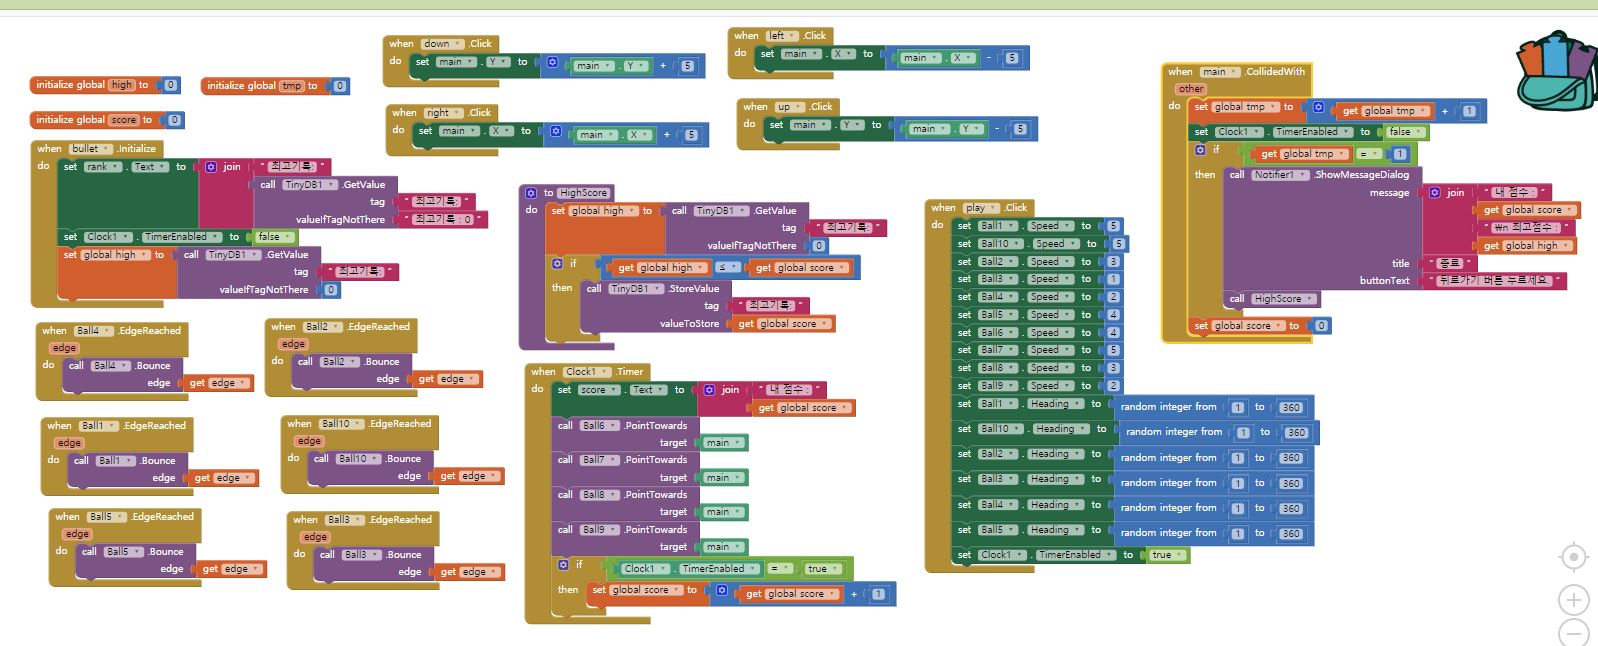 initialize global high to 0
initialize global tmp to 0
initialize global score to 0
when bullet .Initialize
do set rank . Text to join " 최고기록: "
call TinyDB1 .GetValue
tag " 최고기록: "
valueIfTagNotThere " 최고기록 : 0 "
set Clock1 . TimerEnabled to false
set global high to call TinyDB1 .GetValue
tag " 최고기록: "
valueIfTagNotThere 0
when Ball4 .EdgeReached
edge
do call Ball4 .Bounce
edge get edge
when Ball2 .EdgeReached
edge
do call Ball2 .Bounce
edge get edge
when Ball1 .EdgeReached
edge
do call Ball1 .Bounce
edge get edge
when Ball10 .EdgeReached
edge
do call Ball10 .Bounce
edge get edge
when Ball5 .EdgeReached
edge
do call Ball5 .Bounce
edge get edge
when Ball3 .EdgeReached
edge
do call Ball3 .Bounce
edge get edge
when down .Click
do set main . Y to main . Y + 5
when right .Click
do set main . X to main . X + 5
when left .Click
do set main . X to main . X - 5
when up .Click
do set main . Y to main . Y - 5
to HighScore
do set global high to call TinyDB1 .GetValue
tag " 최고기록: "
valueIfTagNotThere 0
if get global high ≤ get global score
then call TinyDB1 .StoreValue
tag " 최고기록: "
valueToStore get global score
when Clock1 .Timer
do set score . Text to join " 내 점수 : "
get global score
call Ball6 .PointTowards
target main
call Ball7 .PointTowards
target main
call Ball8 .PointTowards
target main
call Ball9 .PointTowards
target main
if Clock1 . TimerEnabled = true
then set global score to get global score + 1
when play .Click
do set Ball1 . Speed to 5
set Ball10 . Speed to 5
set Ball2 . Speed to 3
set Ball3 . Speed to 1
set Ball4 . Speed to 2
set Ball5 . Speed to 4
set Ball6 . Speed to 4
set Ball7 . Speed to 5
set Ball8 . Speed to 3
set Ball9 . Speed to 2
set Ball1 . Heading to random integer from 1 to 360
set Ball10 . Heading to random integer from 1 to 360
set Ball2 . Heading to random integer from 1 to 360
set Ball3 . Heading to random integer from 1 to 360
set Ball4 . Heading to random integer from 1 to 360
set Ball5 . Heading to random integer from 1 to 360
set Clock1 . TimerEnabled to true
when main .CollidedWith
other
do set global tmp to get global tmp + 1
set Clock1 . TimerEnabled to false
if get global tmp = 1
then call Notifier1 .ShowMessageDialog
message join " 내 점수 : "
get global score
" ₩n 최고점수 : "
get global high
title " 종료 "
buttonText " 뒤로가기 버튼 누르세요. "
call HighScore
set global score to 0